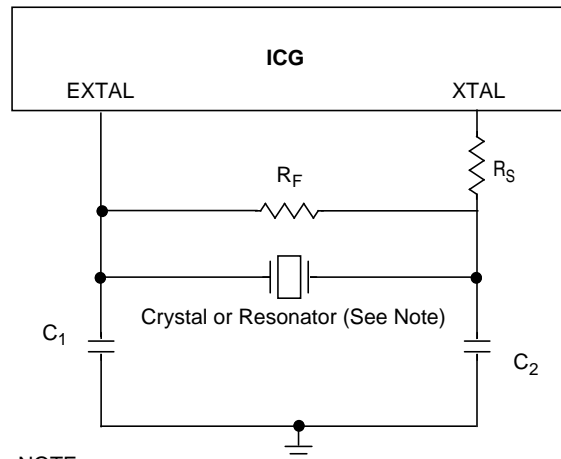 ICG
EXTAL XTAL
R_F
R_S
Crystal or Resonator (See Note)
C_1
C_2